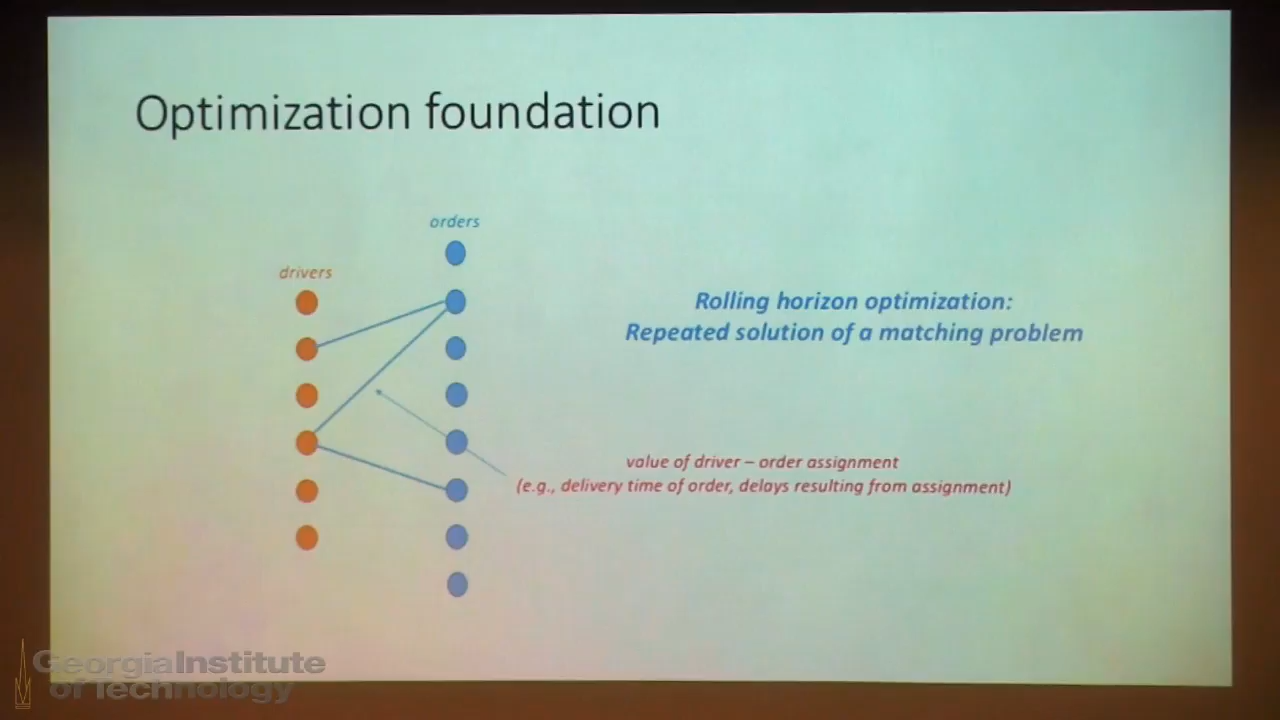 Optimization foundation
orders
drivers
Rolling horizon optimization:
Repeated solution of a matching problem
value of driver – order assignment
(e.g., delivery time of order, delays resulting from assignment)
Georgia Institute
of Technology